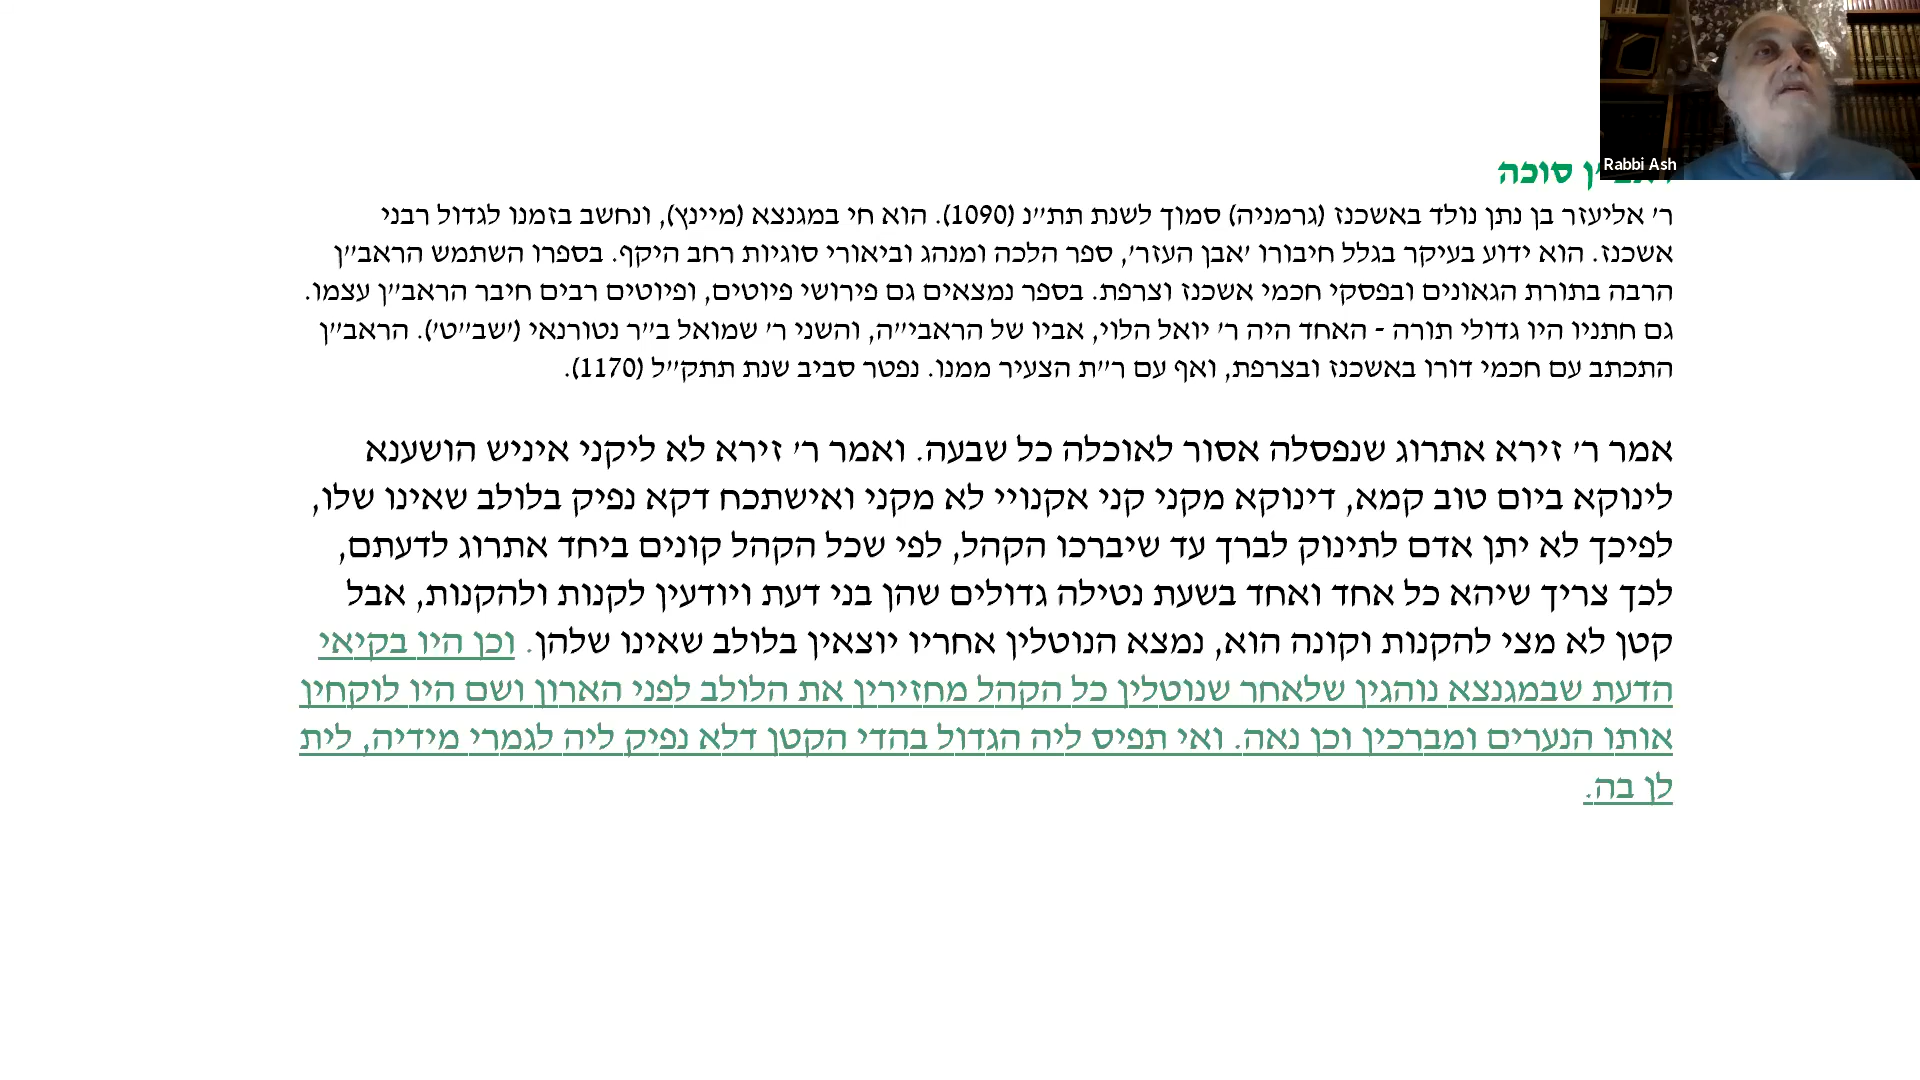 Rabbi Ash
סוכה
ר׳ אליעזר בן נתן נולד באשכנז (גרמניה) סמוך לשנת תת״נ (1090). הוא חי במגנצא (מיינץ), ונחשב בזמנו לגדול רבני
אשכנז. הוא ידוע בעיקר בגלל חיבורו ׳אבן העזר׳, ספר הלכה ומנהג וביאורי סוגיות רחב היקף. בספרו השתמש הראב״ן
הרבה בתורת הגאונים ובפסקי חכמי אשכנז וצרפת. בספר נמצאים גם פירושי פיוטים, ופיוטים רבים חיבר הראב״ן עצמו.
גם חתניו היו גדולי תורה - האחד היה ר׳ יואל הלוי, אביו של הראבי״ה, והשני ר׳ שמואל ב״ר נטורנאי (׳שב״ט׳). הראב״ן
התכתב עם חכמי דורו באשכנז ובצרפת, ואף עם ר״ת הצעיר ממנו. נפטר סביב שנת תתק״ל (1170).
אמר ר׳ זירא אתרוג שנפסלה אסור לאוכלה כל שבעה. ואמר ר׳ זירא לא ליקני איניש הושענא
לינוקא ביום טוב קמא, דינוקא מקני קני אקנויי לא מקני ואישתכח דקא נפיק בלולב שאינו שלו,
לפיכך לא יתן אדם לתינוק לברך עד שיברכו הקהל, לפי שכל הקהל קונים ביחד אתרוג לדעתם,
לכך צריך שיהא כל אחד ואחד בשעת נטילה גדולים שהן בני דעת ויודעין לקנות ולהקנות, אבל
קטן לא מצי להקנות וקונה הוא, נמצא הנוטלין אחריו יוצאין בלולב שאינו שלהן. וכן היו בקיאי
הדעת שבמגנצא נוהגין שלאחר שנוטלין כל הקהל מחזירין את הלולב לפני הארון ושם היו לוקחין
אותו הנערים ומברכין וכן נאה. ואי תפיס ליה הגדול בהדי הקטן דלא נפיק ליה לגמרי מידיה, לית
לן בה.